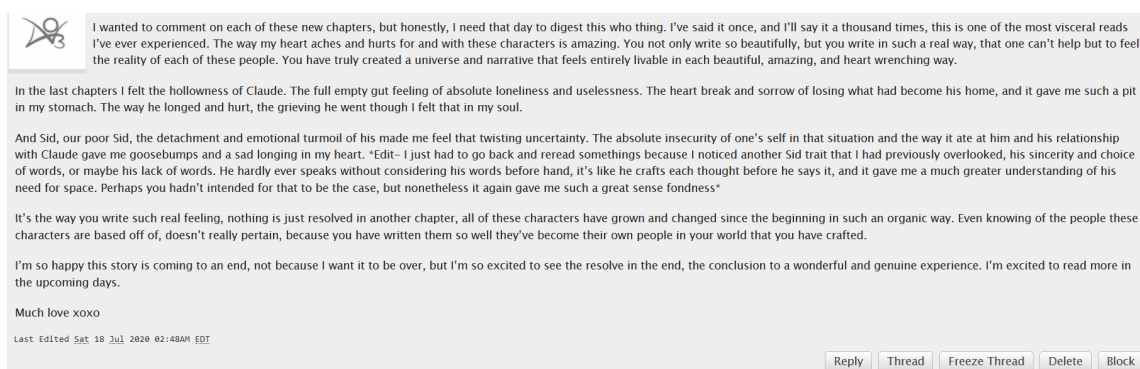 I wanted to comment on each of these new chapters, but honestly, I need that day to digest this who thing. I've said it once, and I'll say it a thousand times, this is one of the most visceral reads
I've ever experienced. The way my heart aches and hurts for and with these characters is amazing. You not only write so beautifully, but you write in such a real way, that one can't help but to feel
the reality of each of these people. You have truly created a universe and narrative that feels entirely livable in each beautiful, amazing, and heart wrenching way.
In the last chapters I felt the hollowness of Claude. The full empty gut feeling of absolute loneliness and uselessness. The heart break and sorrow of losing what had become his home, and it gave me such a pit
in my stomach. The way he longed and hurt, the grieving he went though I felt that in my soul.
And Sid, our poor Sid, the detachment and emotional turmoil of his made me feel that twisting uncertainty. The absolute insecurity of one's self in that situation and the way it ate at him and his relationship
with Claude gave me goosebumps and a sad longing in my heart. *Edit– I just had to go back and reread somethings because I noticed another Sid trait that I had previously overlooked, his sincerity and choice
of words, or maybe his lack of words. He hardly ever speaks without considering his words before hand, it's like he crafts each thought before he says it, and it gave me a much greater understanding of his
need for space. Perhaps you hadn't intended for that to be the case, but nonetheless it again gave me such a great sense fondness*
It's the way you write such real feeling, nothing is just resolved in another chapter, all of these characters have grown and changed since the beginning in such an organic way. Even knowing of the people these
characters are based off of, doesn't really pertain, because you have written them so well they've become their own people in your world that you have crafted.
I'm so happy this story is coming to an end, not because I want it to be over, but I'm so excited to see the resolve in the end, the conclusion to a wonderful and genuine experience. I'm excited to read more in
the upcoming days.
Much love xoxo
Last Edited Sat 18 Jul 2020 02:48AM EDT
Reply Thread Freeze Thread Delete Block